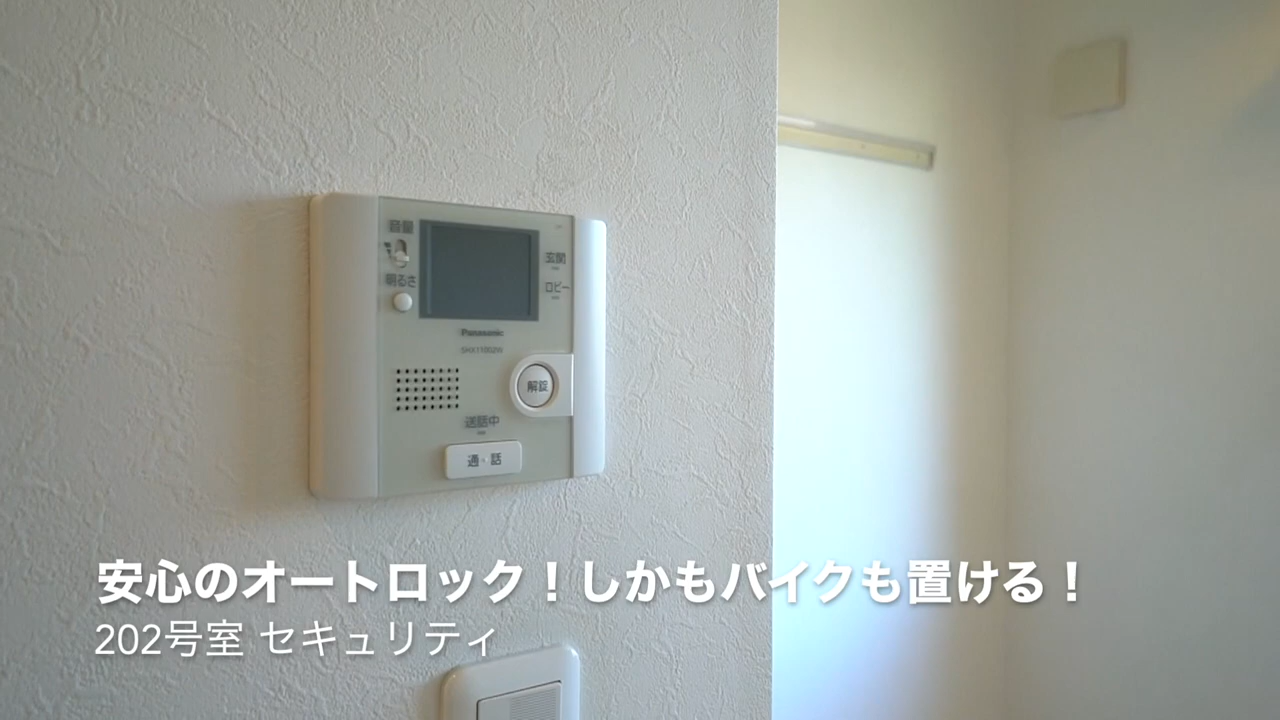 音量
明るさ
玄関
ロビー
Panasonic
解錠
送話中
通・話
安心のオートロック！しかもバイクも置ける！
202号室 セキュリティ